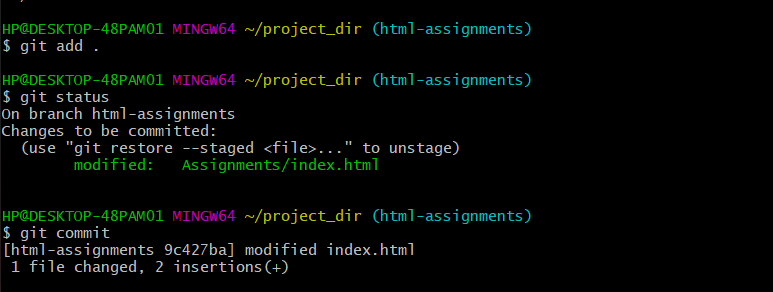 HP@DESKTOP-48PAM01 MINGW64 ~/project_dir (html-assignments)
$ git add .
HP@DESKTOP-48PAM01 MINGW64 ~/project_dir (html-assignments)
$ git status
On branch html-assignments
Changes to be committed:
  (use "git restore --staged <file>..." to unstage)
        modified:   Assignments/index.html
HP@DESKTOP-48PAM01 MINGW64 ~/project_dir (html-assignments)
$ git commit
[html-assignments 9c427ba] modified index.html
 1 file changed, 2 insertions(+)